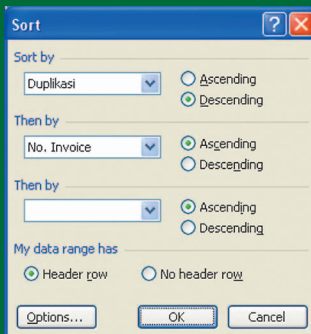 Sort
Sort by
Duplikasi
Ascending
Descending
Then by
No. Invoice
Ascending
Descending
Then by
Ascending
Descending
My data range has
Header row
No header row
Options...
OK
Cancel